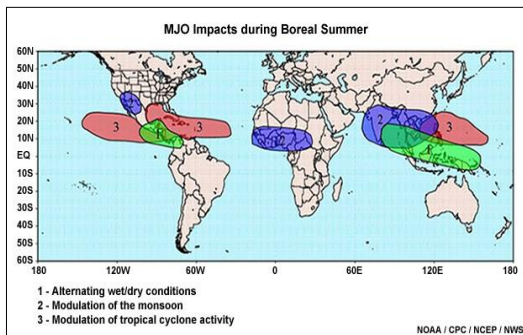 MJO Impacts during Boreal Summer
60N
50N
40N
30N
20N
10N
EQ
10S
20S
30S
40S
50S
60S
2
3
3
1
2
2
3
1
180
120W
60W
0
60E
120E
180
1 - Alternating wet/dry conditions
2 - Modulation of the monsoon
3 - Modulation of tropical cyclone activity
NOAA / CPC / NCEP / NWS